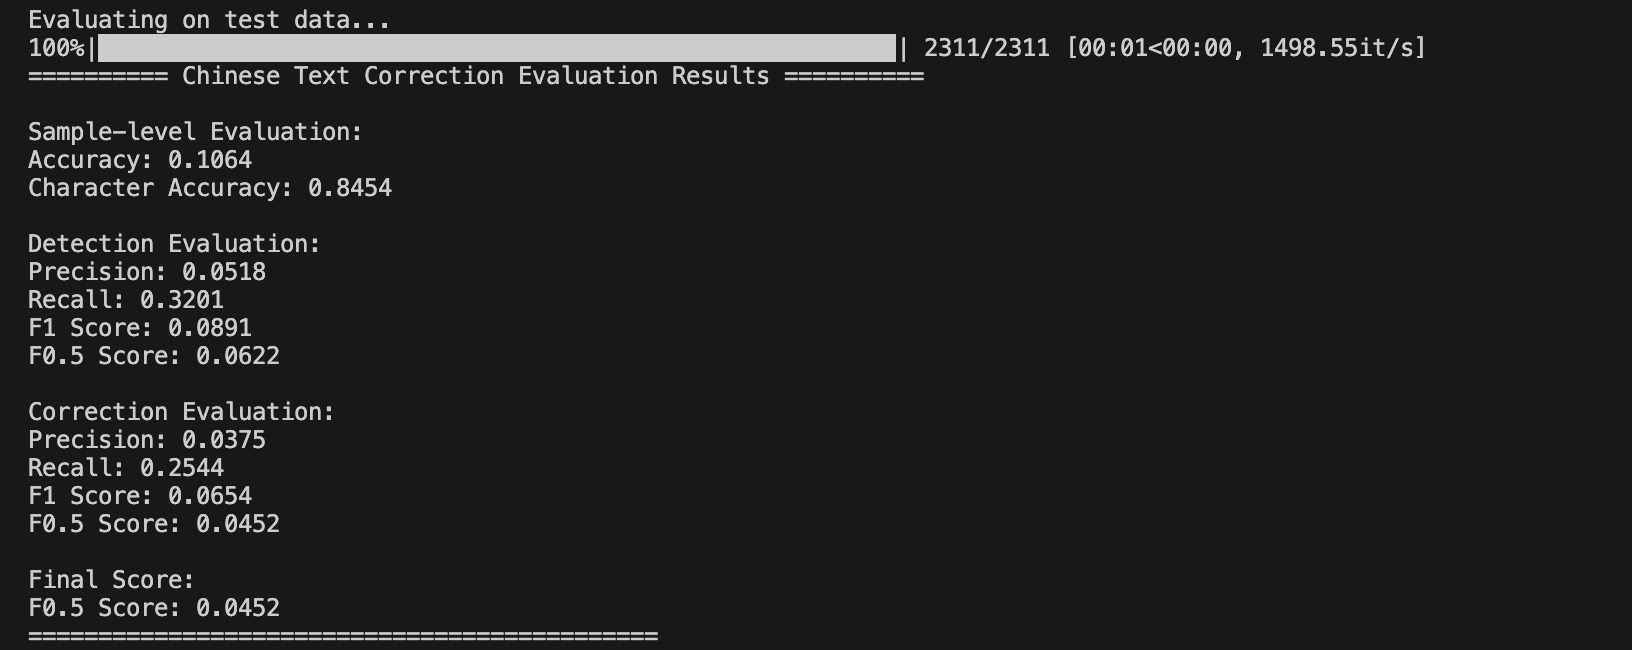 Evaluating on test data...
100%|██████████| 2311/2311 [00:01<00:00, 1498.55it/s]
========== Chinese Text Correction Evaluation Results ==========
Sample-level Evaluation:
Accuracy: 0.1064
Character Accuracy: 0.8454
Detection Evaluation:
Precision: 0.0518
Recall: 0.3201
F1 Score: 0.0891
F0.5 Score: 0.0622
Correction Evaluation:
Precision: 0.0375
Recall: 0.2544
F1 Score: 0.0654
F0.5 Score: 0.0452
Final Score:
F0.5 Score: 0.0452
=============================================